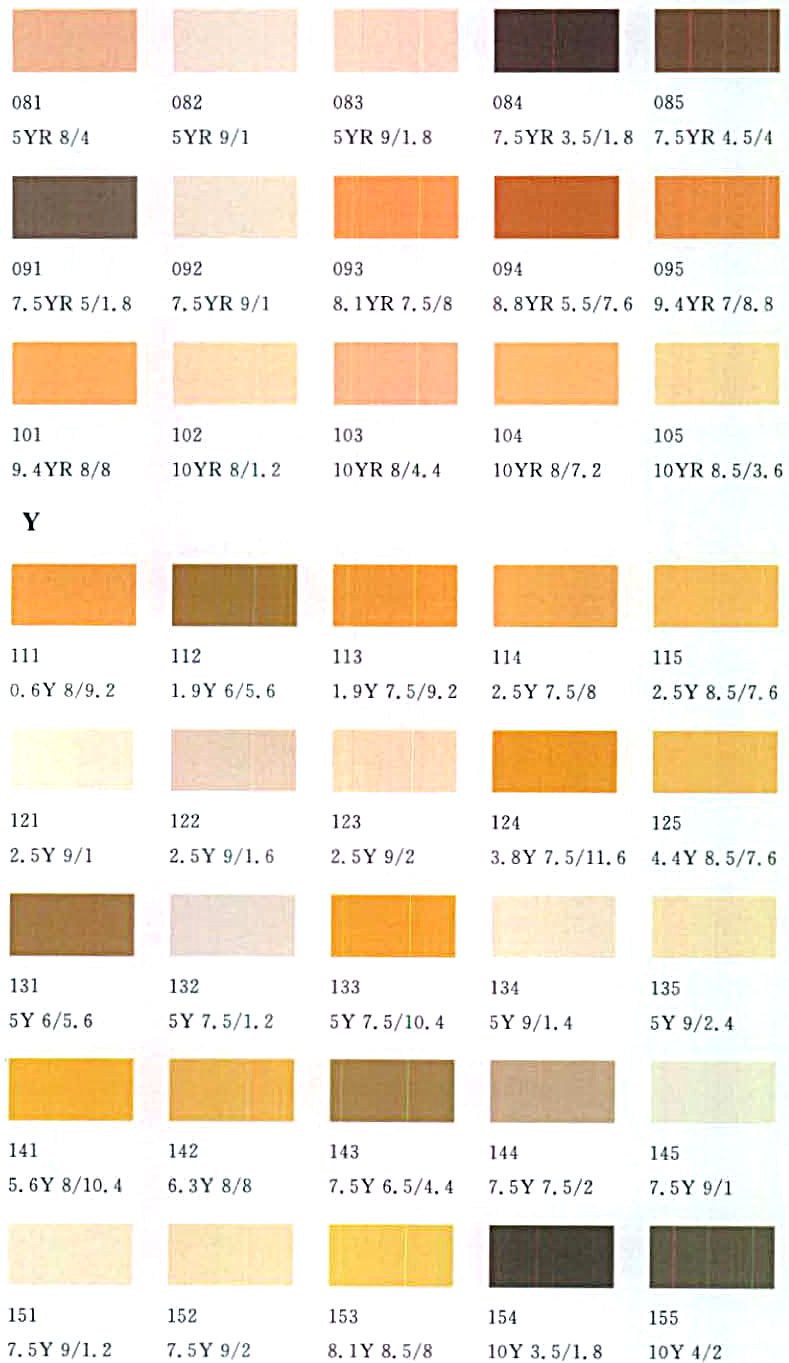 081 082 083 084 085
5YR 8/4 5YR 9/1 5YR 9/1.8 7.5YR 3.5/1.8 7.5YR 4.5/4
091 092 093 094 095
7.5YR 5/1.8 7.5YR 9/1 8.1YR 7.5/8 8.8YR 5.5/7.6 9.4YR 7/8.8
101 102 103 104 105
9.4YR 8/8 10YR 8/1.2 10YR 8/4.4 10YR 8/7.2 10YR 8.5/3.6
Y
111 112 113 114 115
0.6Y 8/9.2 1.9Y 6/5.6 1.9Y 7.5/9.2 2.5Y 7.5/8 2.5Y 8.5/7.6
121 122 123 124 125
2.5Y 9/1 2.5Y 9/1.6 2.5Y 9/2 3.8Y 7.5/11.6 4.4Y 8.5/7.6
131 132 133 134 135
5Y 6/5.6 5Y 7.5/1.2 5Y 7.5/10.4 5Y 9/1.4 5Y 9/2.4
141 142 143 144 145
5.6Y 8/10.4 6.3Y 8/8 7.5Y 6.5/4.4 7.5Y 7.5/2 7.5Y 9/1
151 152 153 154 155
7.5Y 9/1.2 7.5Y 9/2 8.1Y 8.5/8 10Y 3.5/1.8 10Y 4/2